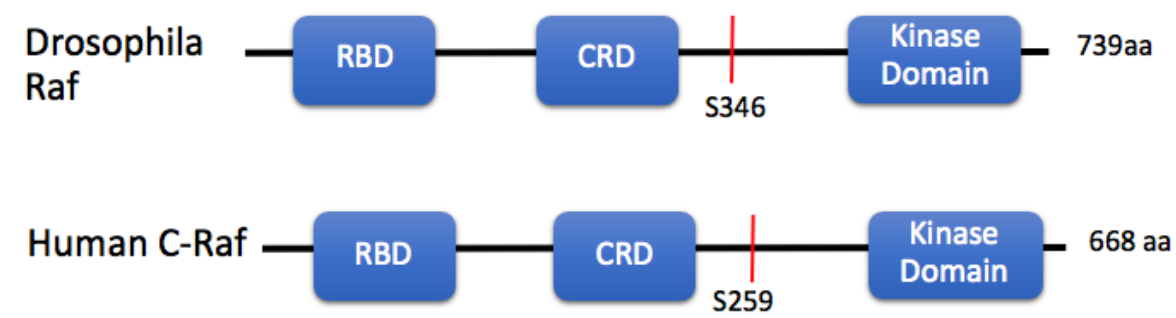 Drosophila
Raf
RBD
CRD
Kinase
Domain
739aa
S346
Human C-Raf
RBD
CRD
Kinase
Domain
668 aa
S259